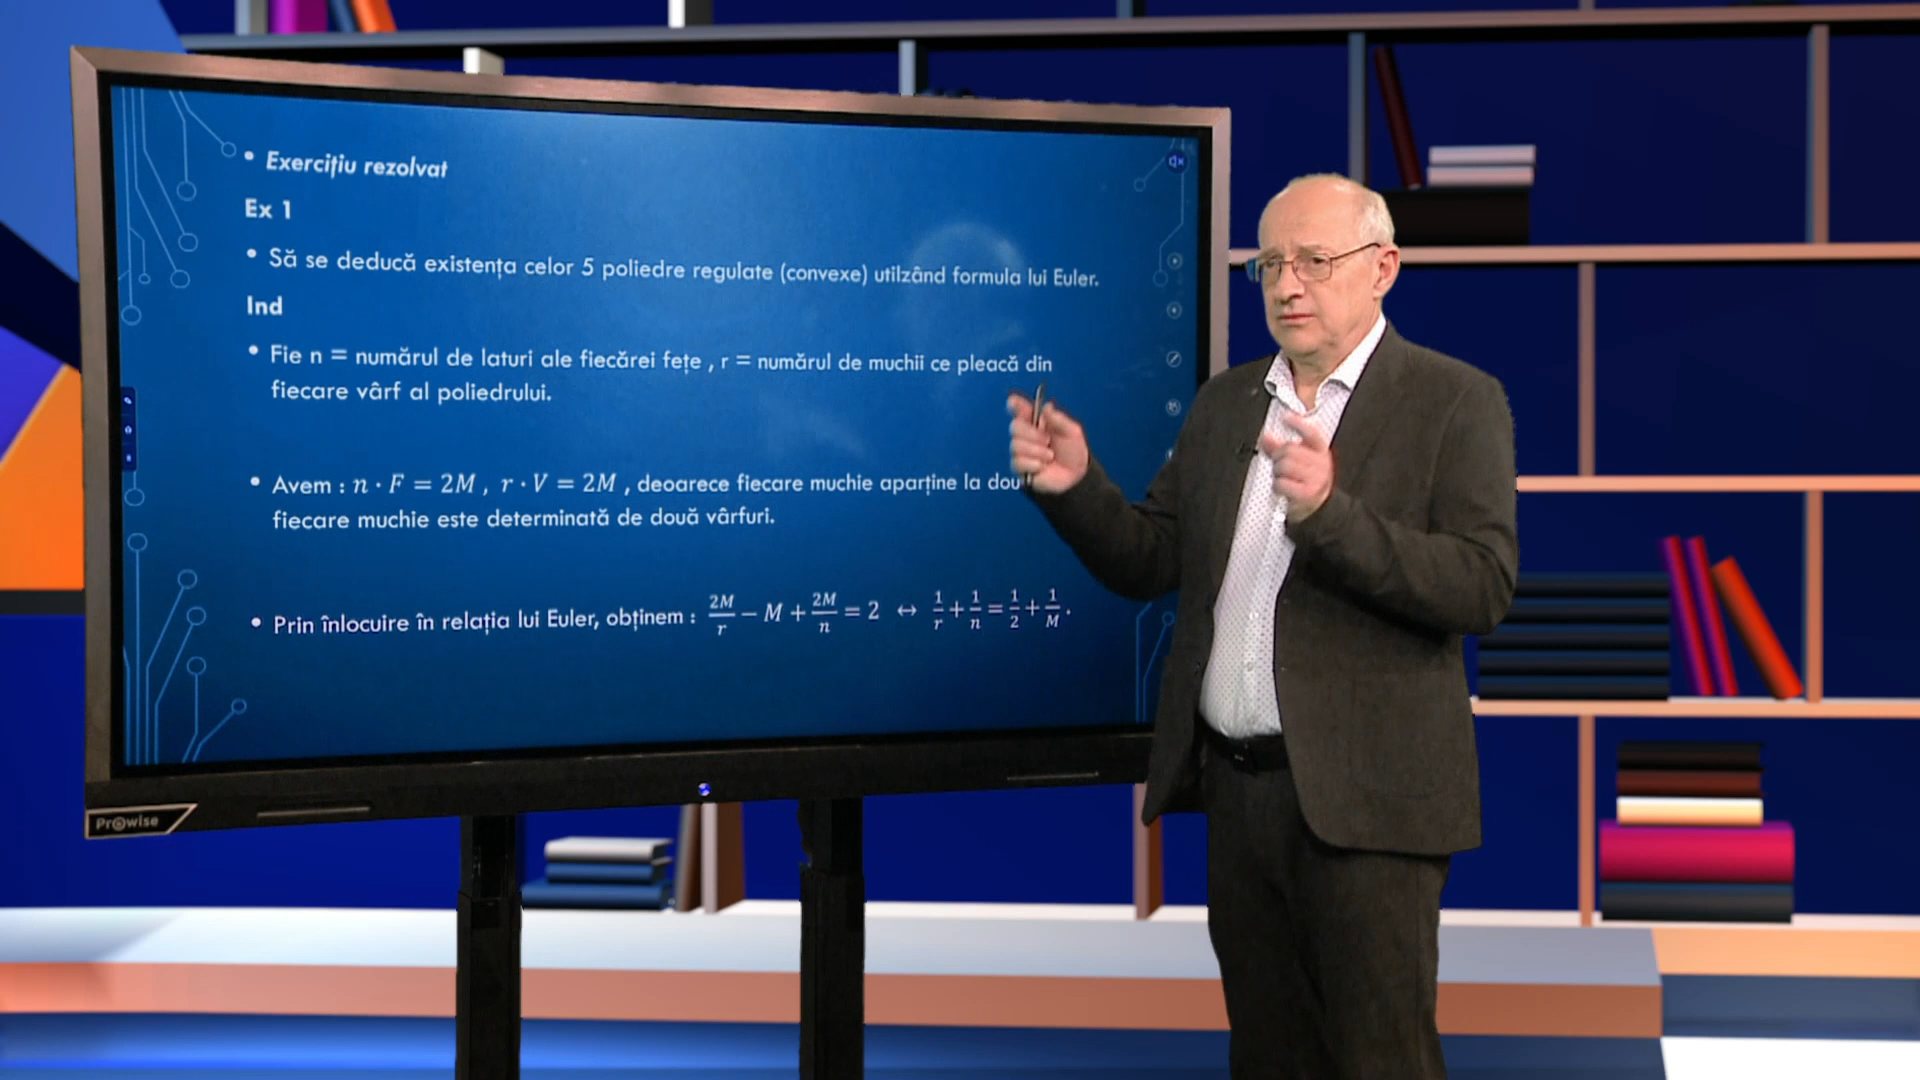 • Exercițiu rezolvat
Ex 1
• Să se deducă existența celor 5 poliedre regulate (convexe) utilzând formula lui Euler.
Ind
• Fie n = numărul de laturi ale fiecărei fețe , r = numărul de muchii ce pleacă din
fiecare vârf al poliedrului.
• Avem : n · F = 2M , r · V = 2M , deoarece fiecare muchie aparține la
fiecare muchie este determinată de două vârfuri.
• Prin înlocuire în relația lui Euler, obținem : 2M/r − M + 2M/n = 2 ↔ 1/r + 1/n = 1/2 + 1/M .
Prowise